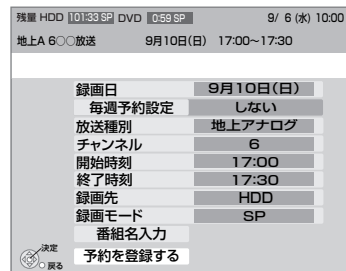 残量 HDD 101:33 SP DVD 0:59 SP 9/ 6 (水) 10:00
地上A 6○○放送 9月10日(日) 17:00～17:30
録画日 9月10日(日)
毎週予約設定 しない
放送種別 地上アナログ
チャンネル 6
開始時刻 17:00
終了時刻 17:30
録画先 HDD
録画モード SP
番組名入力
予約を登録する
決定
戻る